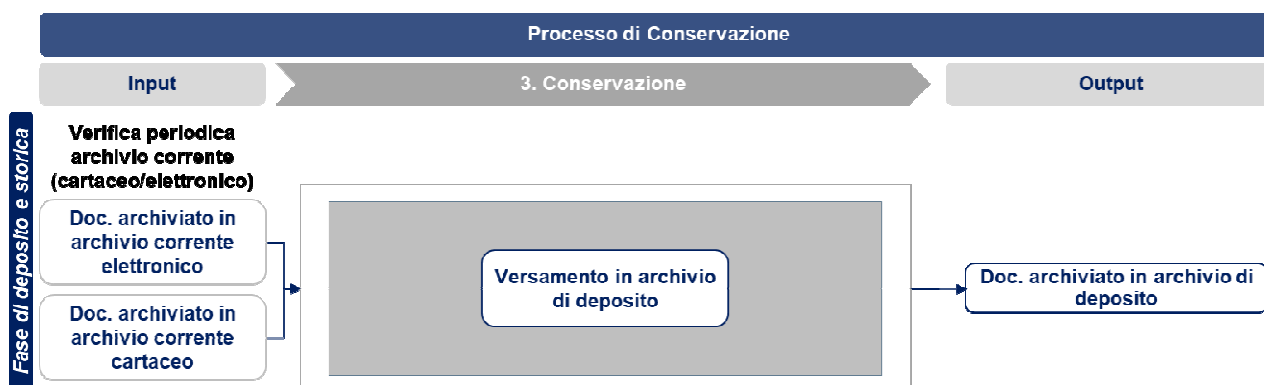 Processo di Conservazione
Input
3. Conservazione
Output
Fase di deposito e storica
Verifica periodica
archivio corrente
(cartaceo/elettronico)
Doc. archiviato in
archivio corrente
elettronico
Doc. archiviato in
archivio corrente
cartaceo
Versamento in archivio
di deposito
Doc. archiviato in archivio di
deposito